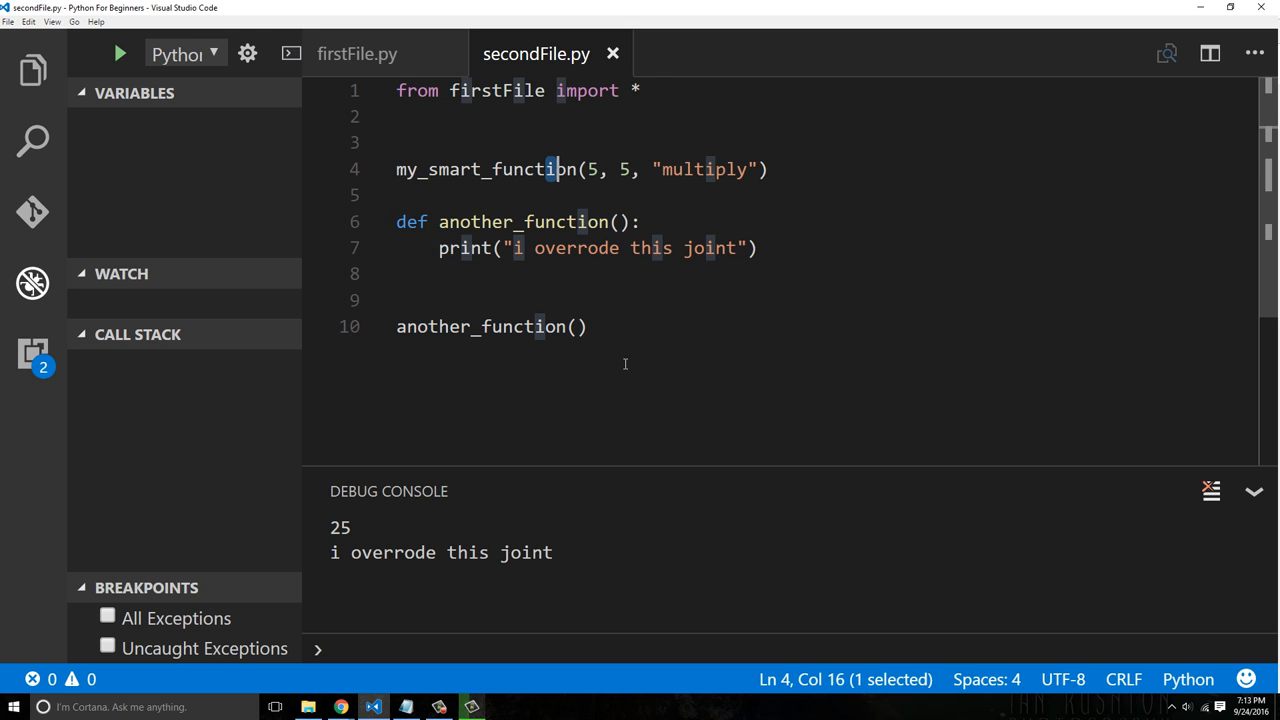 secondFile.py - Python For Beginners - Visual Studio Code
File Edit View Go Help
Pythor
firstFile.py
secondFile.py
VARIABLES
WATCH
CALL STACK
BREAKPOINTS
All Exceptions
Uncaught Exceptions
2
1 from firstFile import *
2
3
4 my_smart_function(5, 5, "multiply")
5
6 def another_function():
7 print("i overrode this joint")
8
9
10 another_function()
DEBUG CONSOLE
25
i overrode this joint
0 0
Ln 4, Col 16 (1 selected) Spaces: 4 UTF-8 CRLF Python
I'm Cortana. Ask me anything.
7:13 PM
9/24/2016